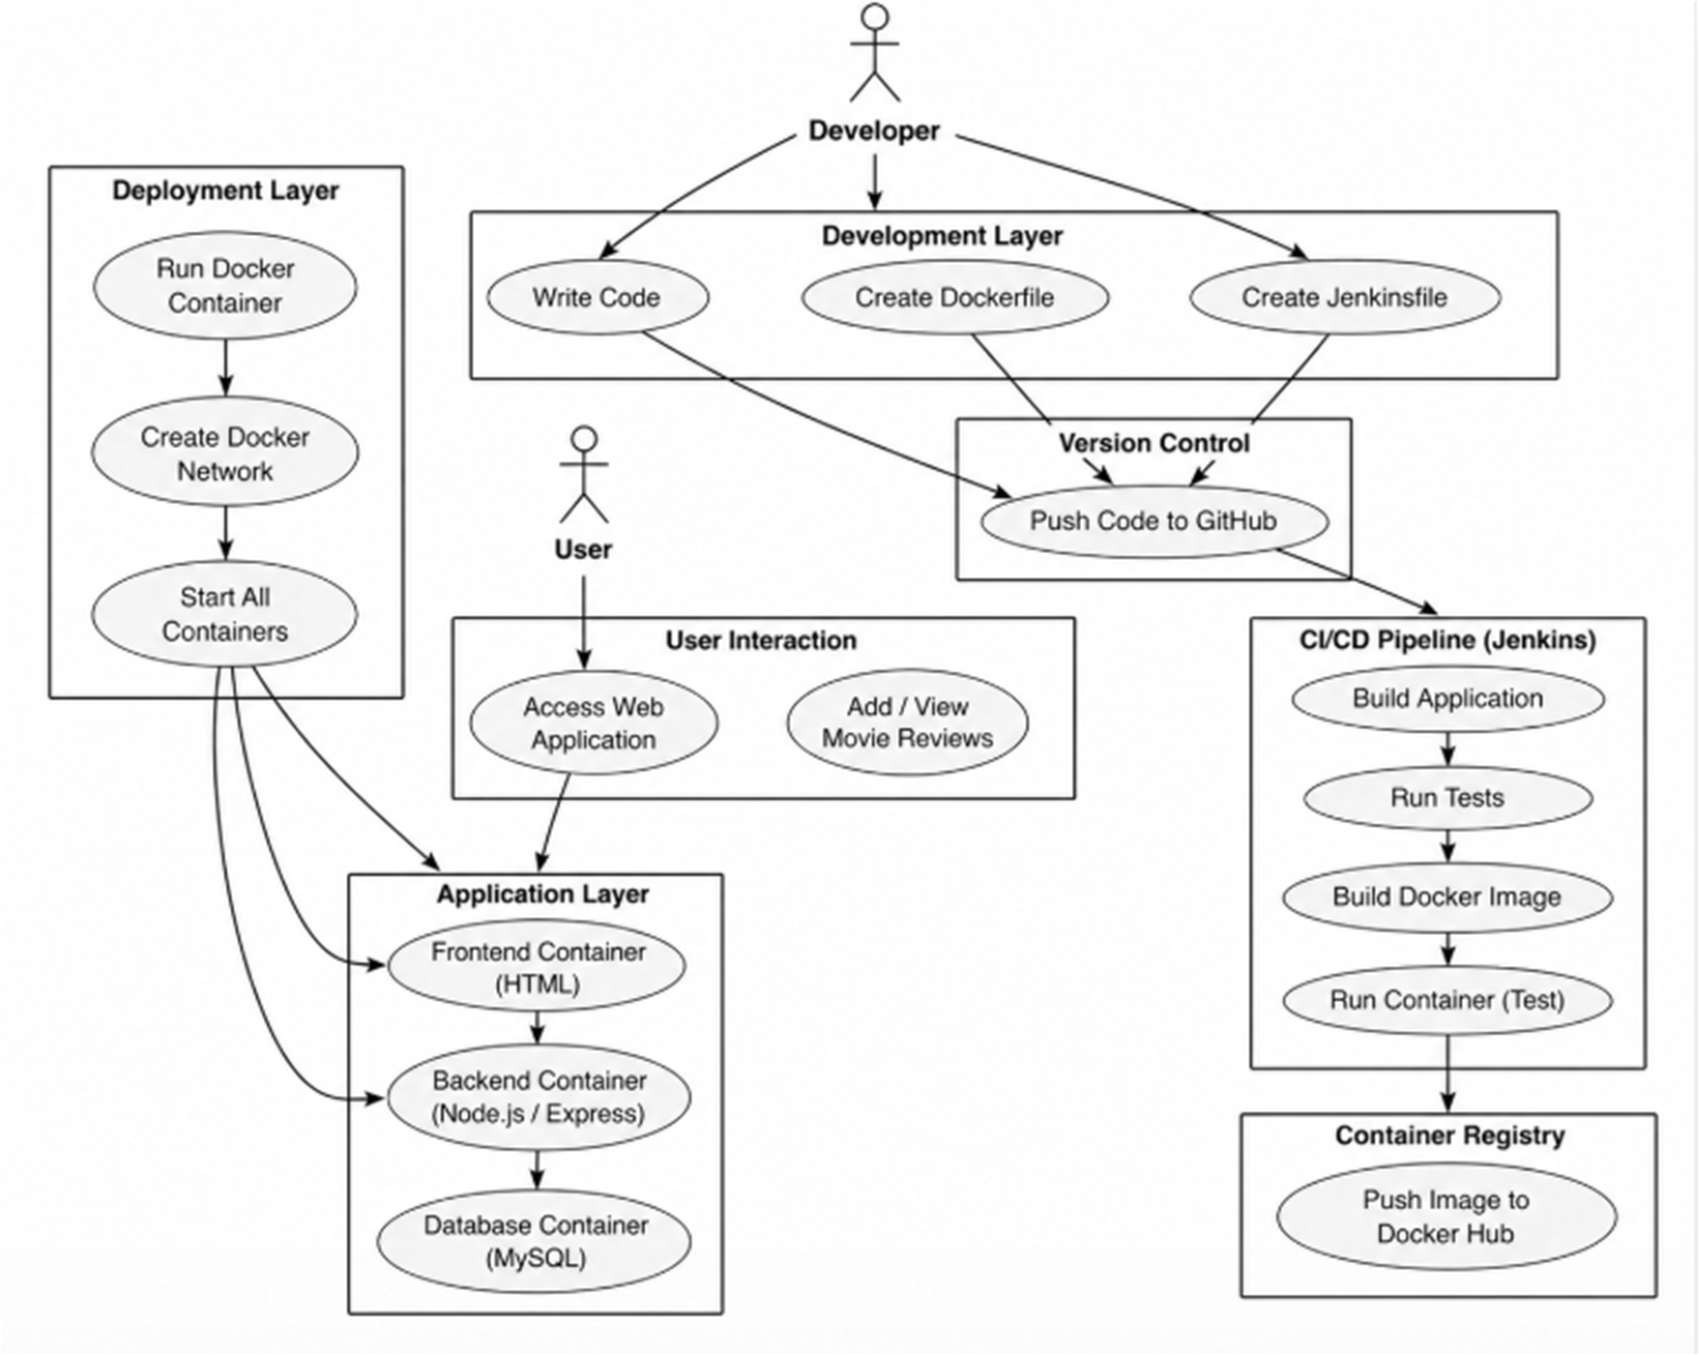 Developer
Deployment Layer
Run Docker
Container
Create Docker
Network
Start All
Containers
Development Layer
Write Code
Create Dockerfile
Create Jenkinsfile
Version Control
Push Code to GitHub
User
User Interaction
Access Web
Application
Add / View
Movie Reviews
CI/CD Pipeline (Jenkins)
Build Application
Run Tests
Build Docker Image
Run Container (Test)
Application Layer
Frontend Container
(HTML)
Backend Container
(Node.js / Express)
Database Container
(MySQL)
Container Registry
Push Image to
Docker Hub